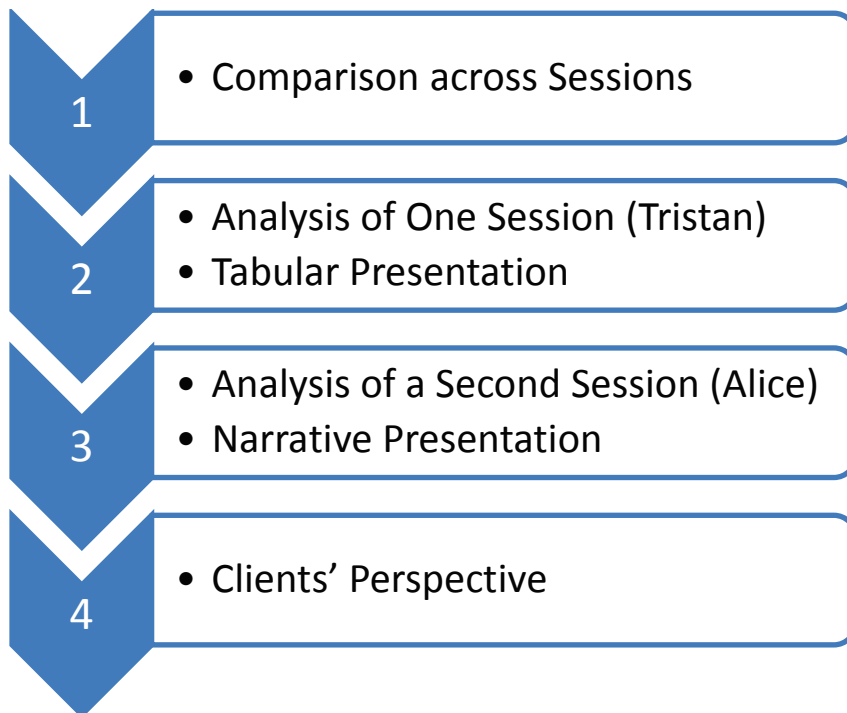 1
• Comparison across Sessions
2
• Analysis of One Session (Tristan)
• Tabular Presentation
3
• Analysis of a Second Session (Alice)
• Narrative Presentation
4
• Clients’ Perspective